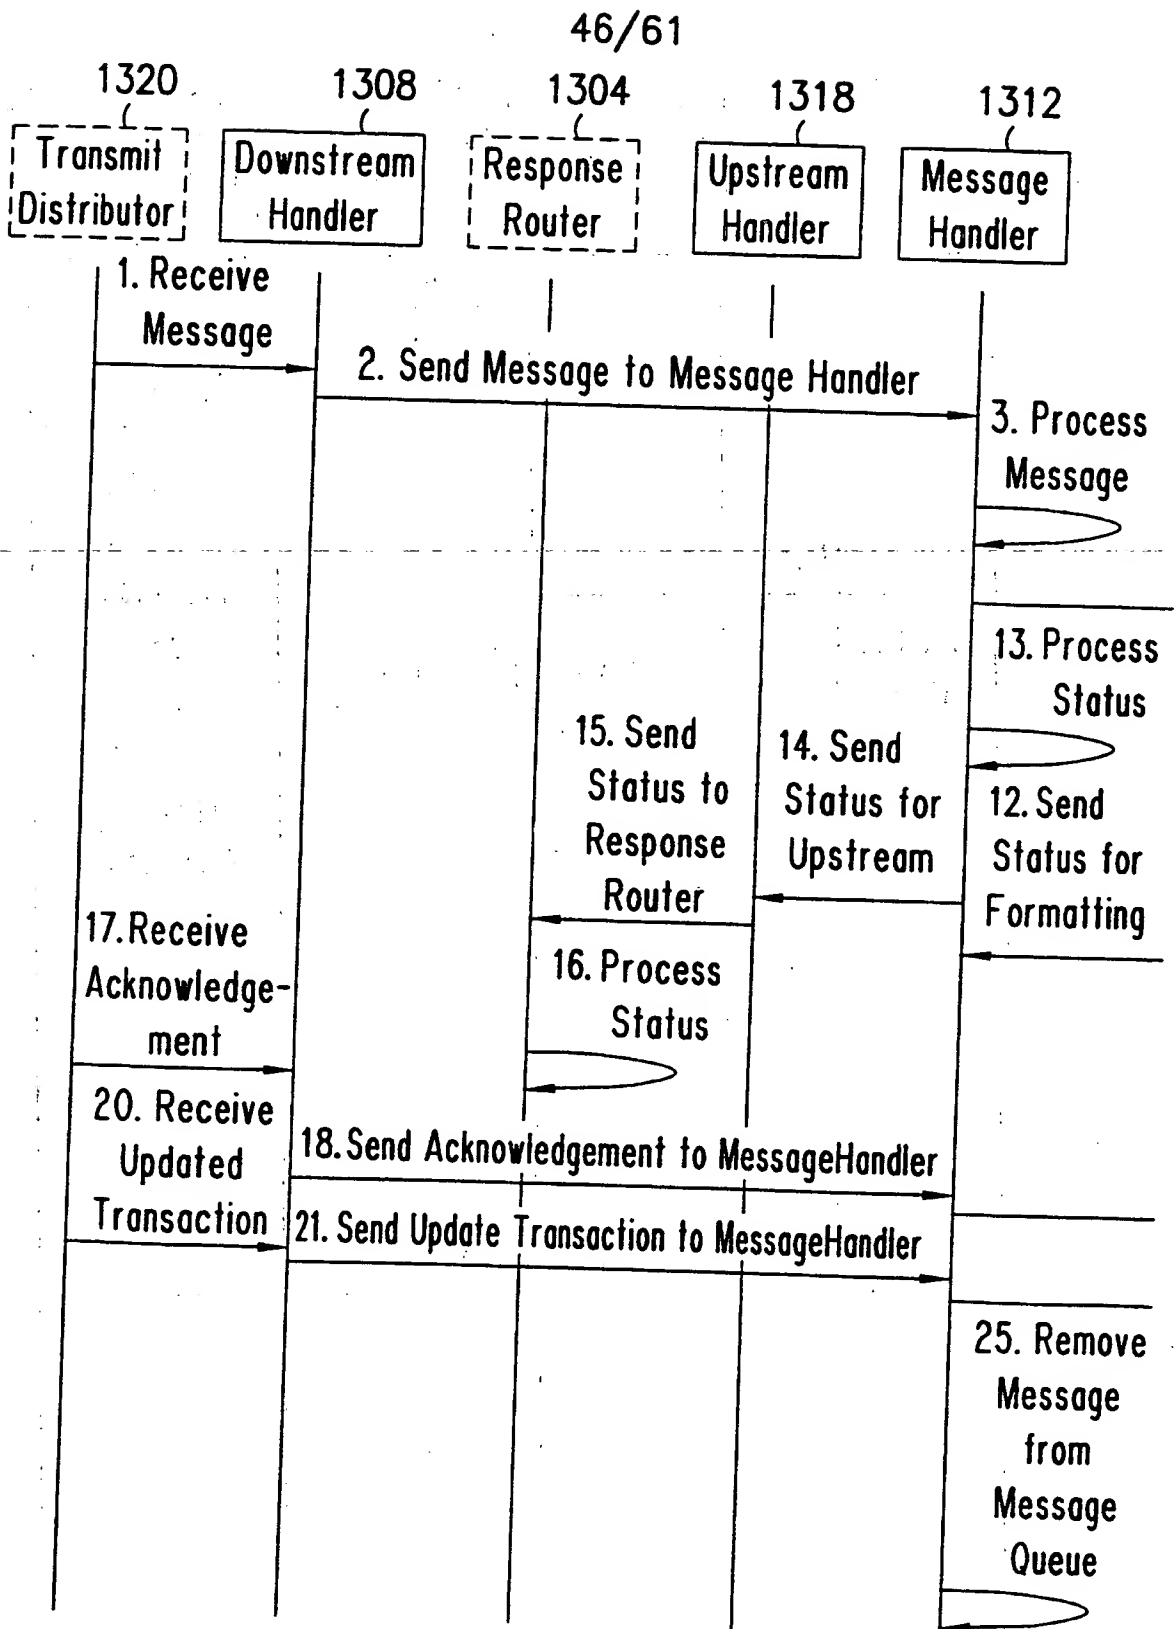 46/61
1320
1308
1304
1318
1312
Transmit
Distributor
Downstream
Handler
Response
Router
Upstream
Handler
Message
Handler
1. Receive
Message
2. Send Message to Message Handler
3. Process
Message
13. Process
Status
15. Send
Status to
Response
Router
14. Send
Status for
Upstream
12. Send
Status for
Formatting
17. Receive
Acknowledge-
ment
16. Process
Status
20. Receive
Updated
Transaction
18. Send Acknowledgement to MessageHandler
21. Send Update Transaction to MessageHandler
25. Remove
Message
from
Message
Queue